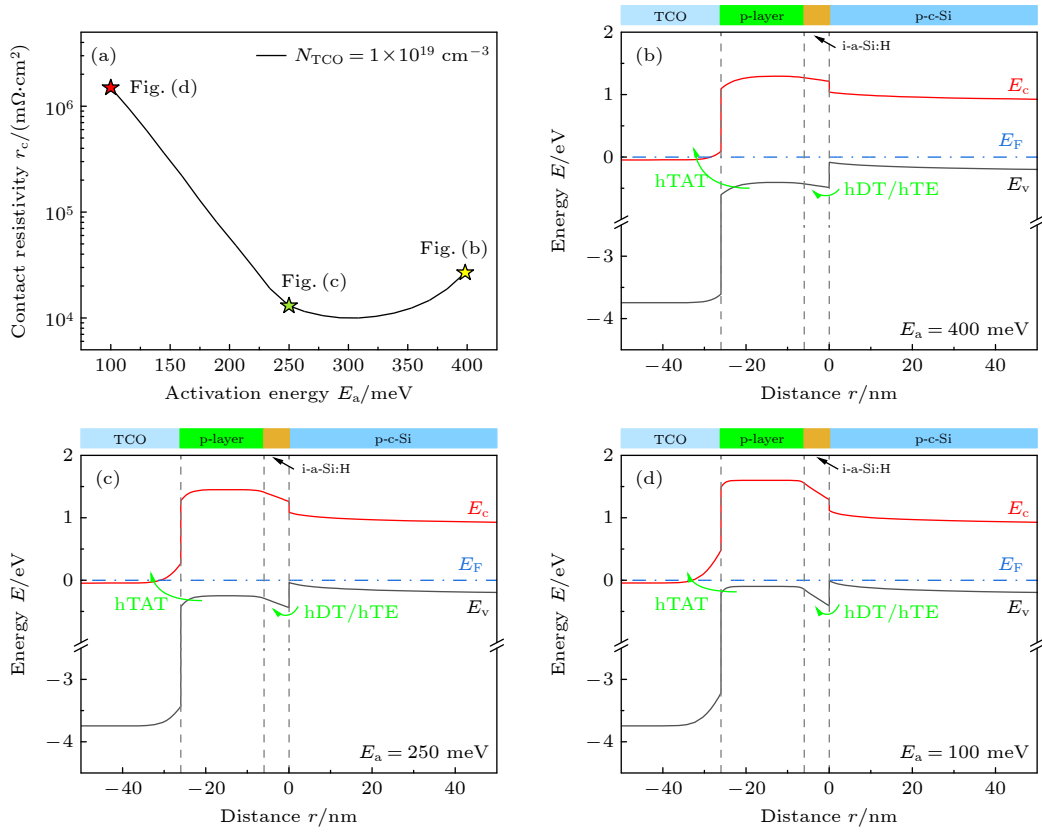 (a)
N_TCO = 1×10^19 cm^−3
Fig. (d)
Fig. (c)
Fig. (b)
10^6
10^5
10^4
Contact resistivity r_c/(mΩ·cm^2)
100 150 200 250 300 350 400
Activation energy E_a/meV
TCO p-layer p-c-Si
i-a-Si:H
(b)
E_c
E_F
E_v
hTAT
hDT/hTE
2
1
0
−3
−4
Energy E/eV
E_a = 400 meV
−40 −20 0 20 40
Distance r/nm
TCO p-layer p-c-Si
i-a-Si:H
(c)
E_c
E_F
E_v
hTAT
hDT/hTE
2
1
0
−3
−4
Energy E/eV
E_a = 250 meV
−40 −20 0 20 40
Distance r/nm
TCO p-layer p-c-Si
i-a-Si:H
(d)
E_c
E_F
E_v
hTAT
hDT/hTE
2
1
0
−3
−4
Energy E/eV
E_a = 100 meV
−40 −20 0 20 40
Distance r/nm